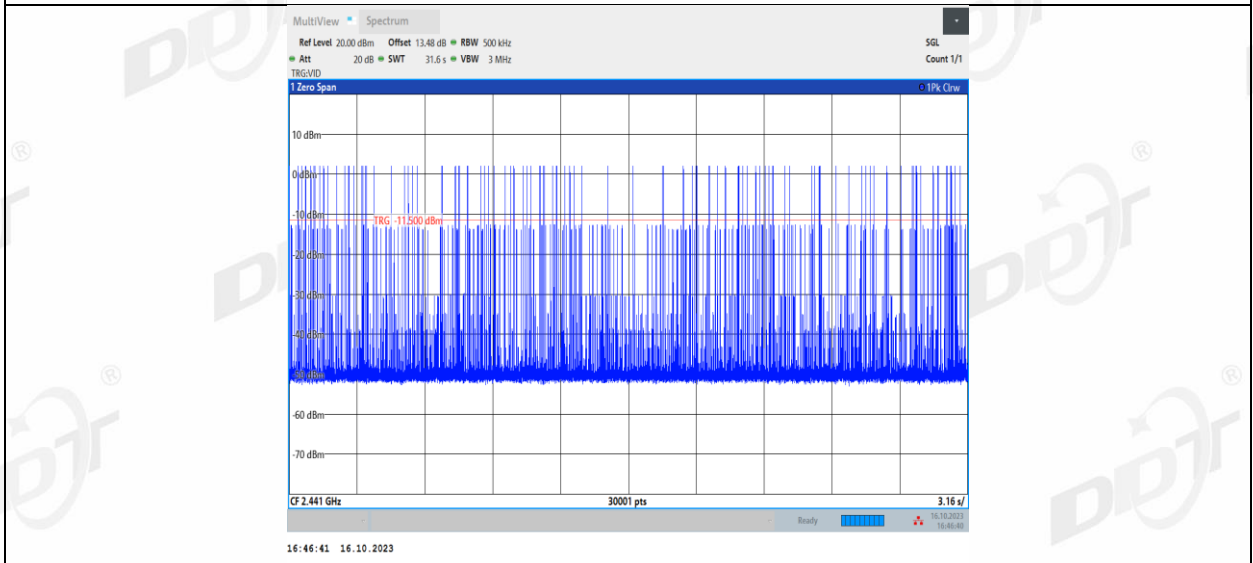 MultiView Spectrum
Ref Level 20.00 dBm Offset 13.48 dB RBW 500 kHz SGL
Att 20 dB SWT 31.6 s VBW 3 MHz Count 1/1
TRG:VID
1 Zero Span 1Pk Clrw
10 dBm
0 dBm
-10 dBm
TRG -11.500 dBm
-20 dBm
-30 dBm
-40 dBm
-50 dBm
-60 dBm
-70 dBm
CF 2.441 GHz 30001 pts 3.16 s/
Ready 16.10.2023
16:46:40
16:46:41 16.10.2023
DDT
®